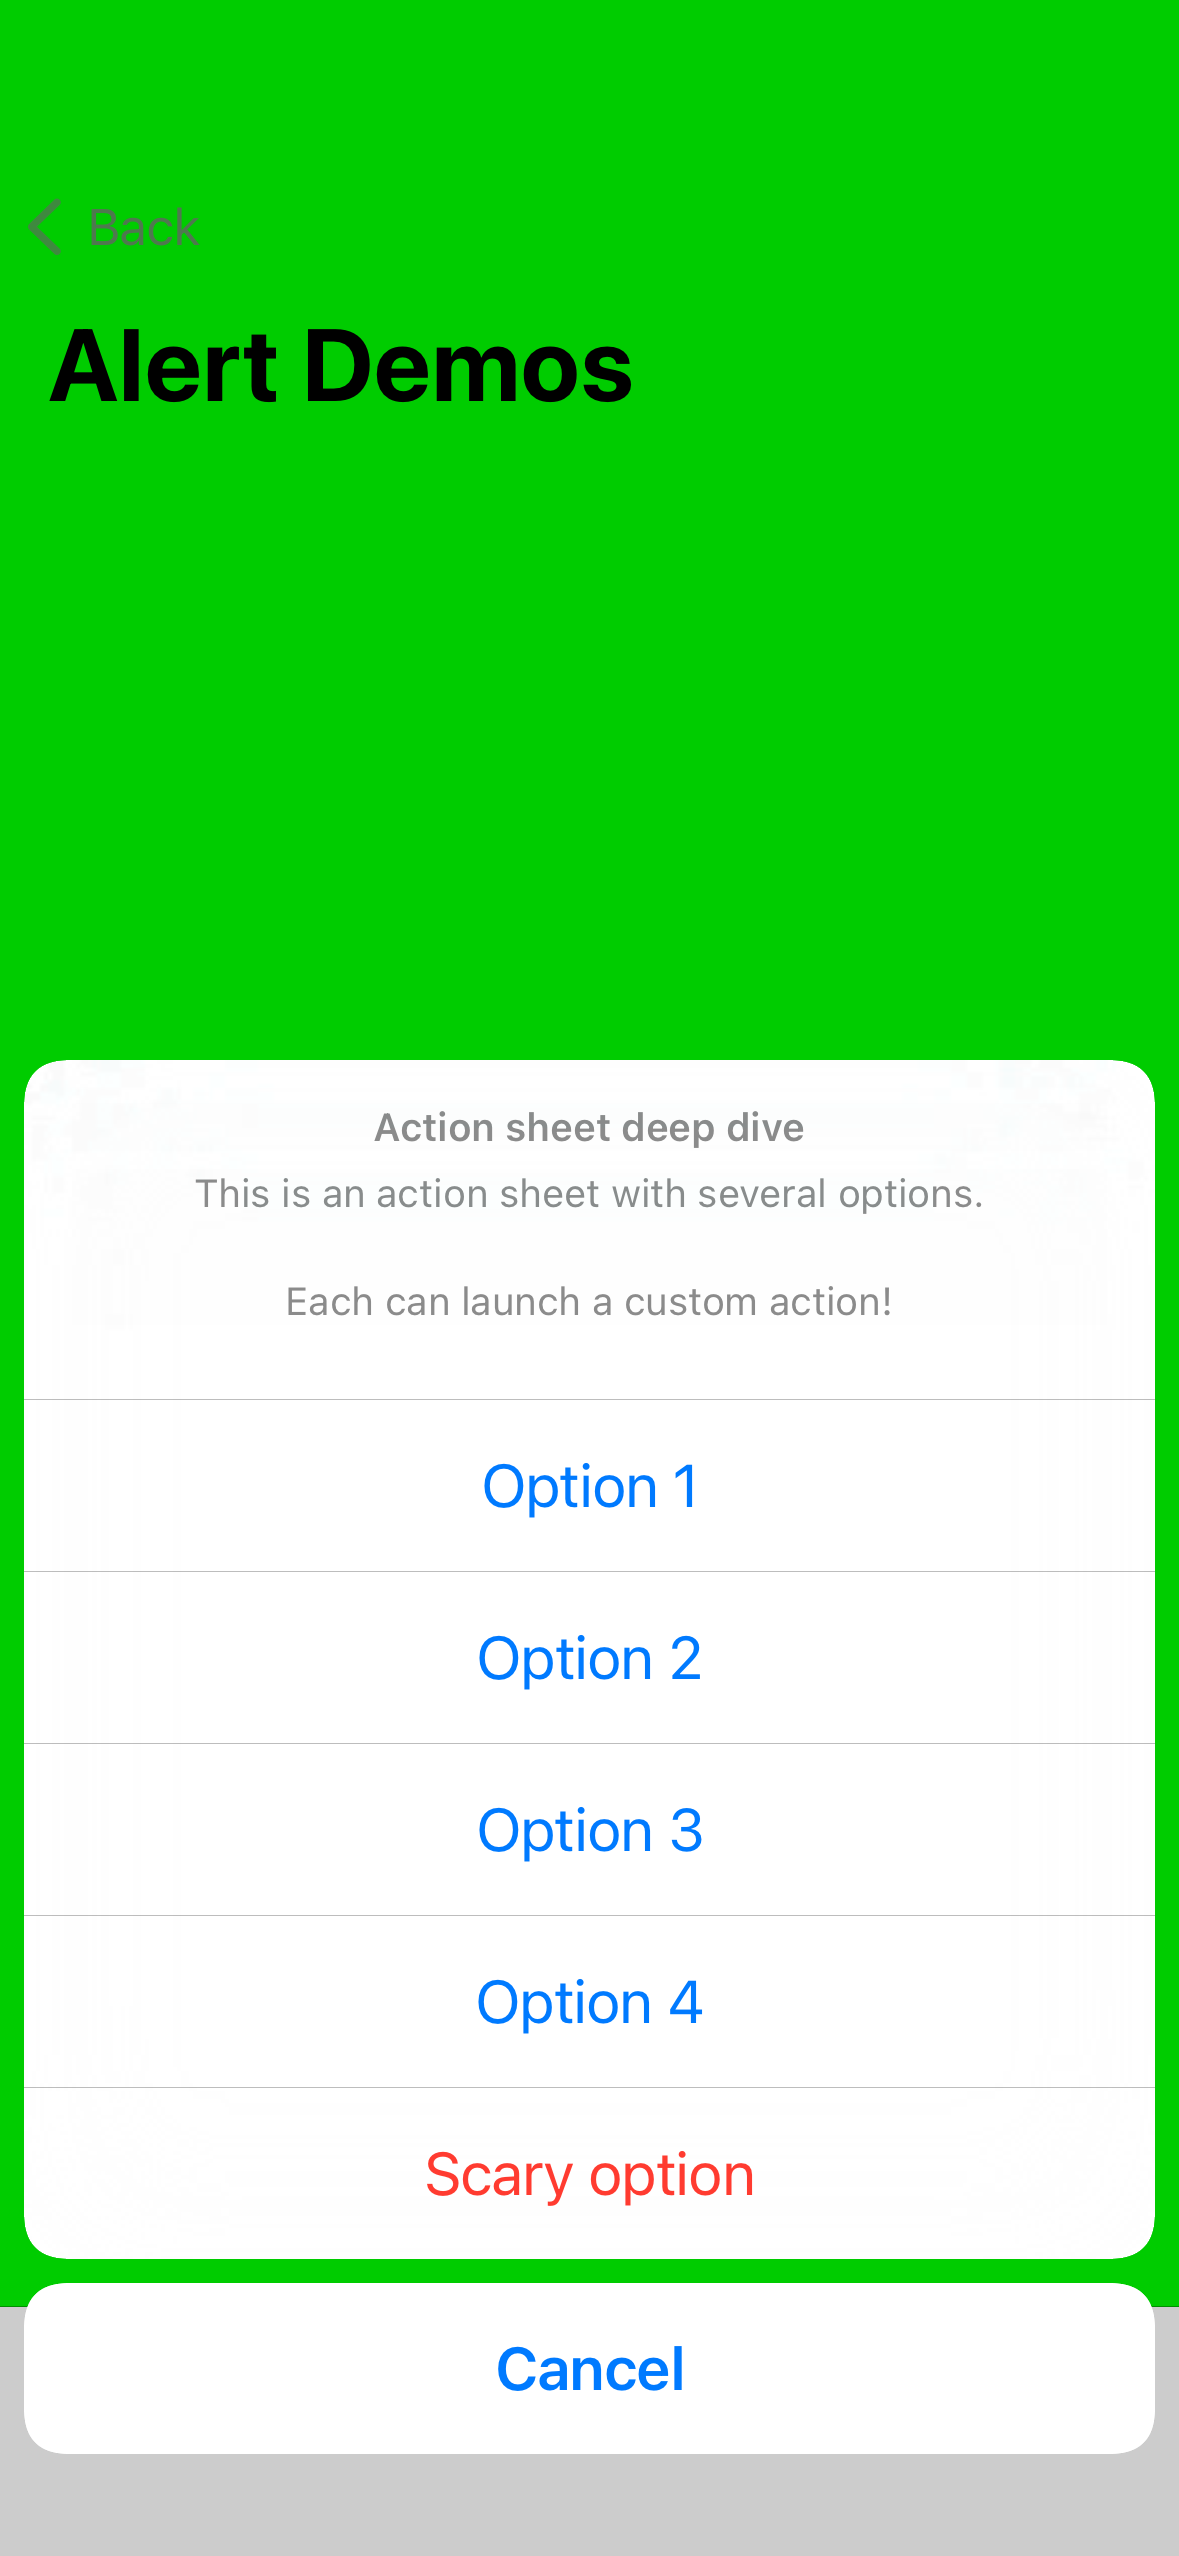 Back
Alert Demos
Action sheet deep dive
This is an action sheet with several options.
Each can launch a custom action!
Option 1
Option 2
Option 3
Option 4
Scary option
Cancel